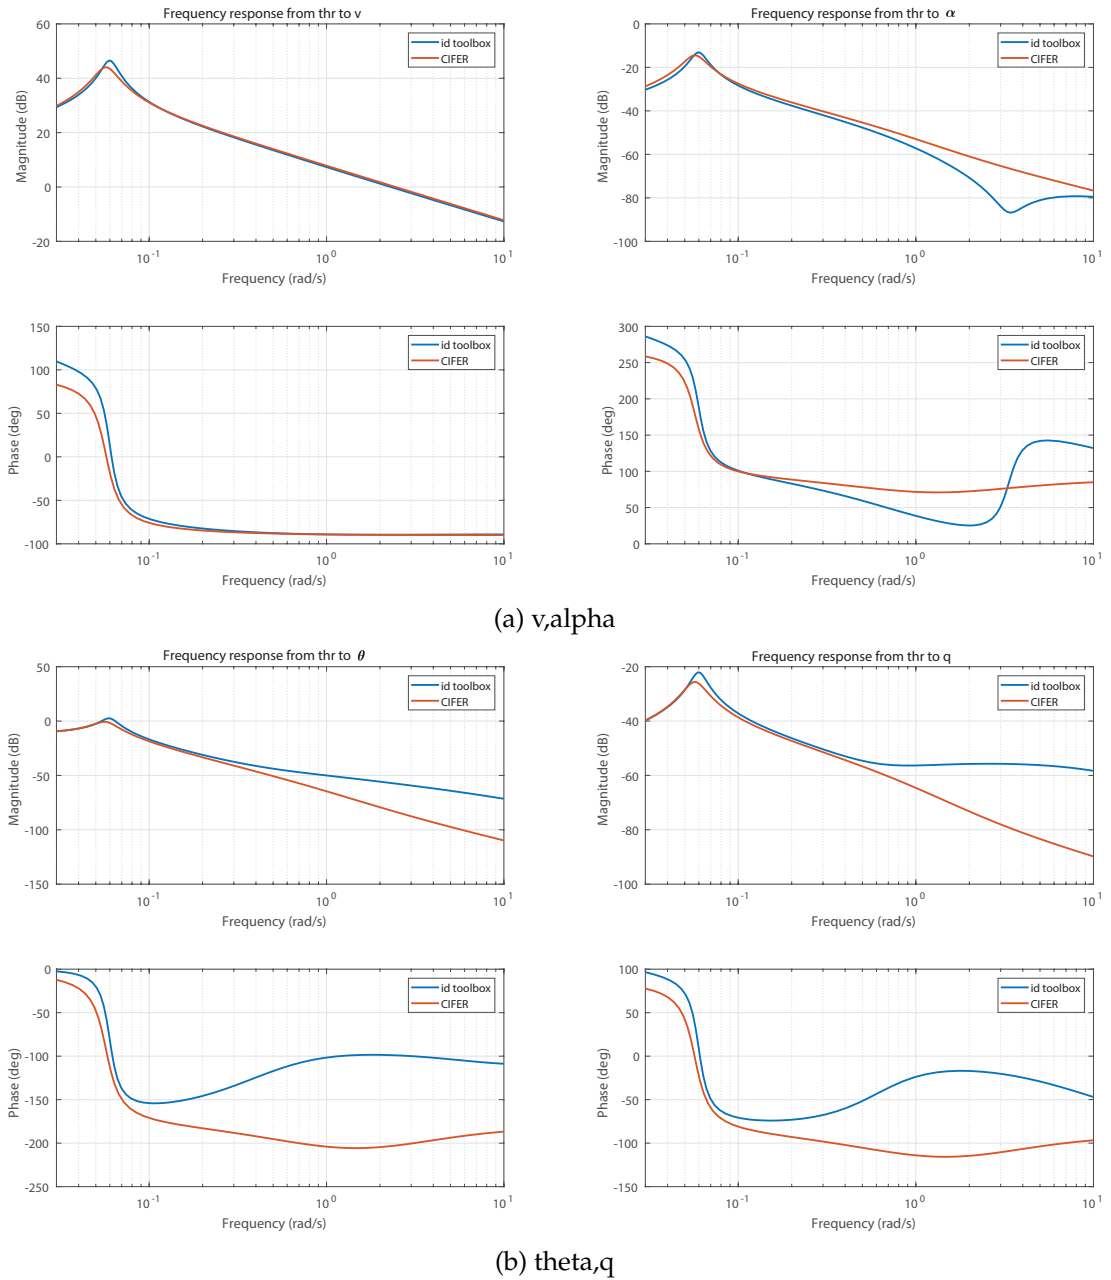 Frequency response from thr to v
60
40
20
0
-20
Magnitude (dB)
id toolbox
CIFER
10-1
100
101
Frequency (rad/s)
Frequency response from thr to α
0
-20
-40
-60
-80
-100
Magnitude (dB)
id toolbox
CIFER
10-1
100
101
Frequency (rad/s)
150
100
50
0
-50
-100
Phase (deg)
id toolbox
CIFER
10-1
100
101
Frequency (rad/s)
300
250
200
150
100
50
0
Phase (deg)
id toolbox
CIFER
10-1
100
101
Frequency (rad/s)
(a) v,alpha
Frequency response from thr to θ
50
0
-50
-100
-150
Magnitude (dB)
id toolbox
CIFER
10-1
100
101
Frequency (rad/s)
Frequency response from thr to q
-20
-40
-60
-80
-100
Magnitude (dB)
id toolbox
CIFER
10-1
100
101
Frequency (rad/s)
0
-50
-100
-150
-200
-250
Phase (deg)
id toolbox
CIFER
10-1
100
101
Frequency (rad/s)
100
50
0
-50
-100
-150
Phase (deg)
id toolbox
CIFER
10-1
100
101
Frequency (rad/s)
(b) theta,q